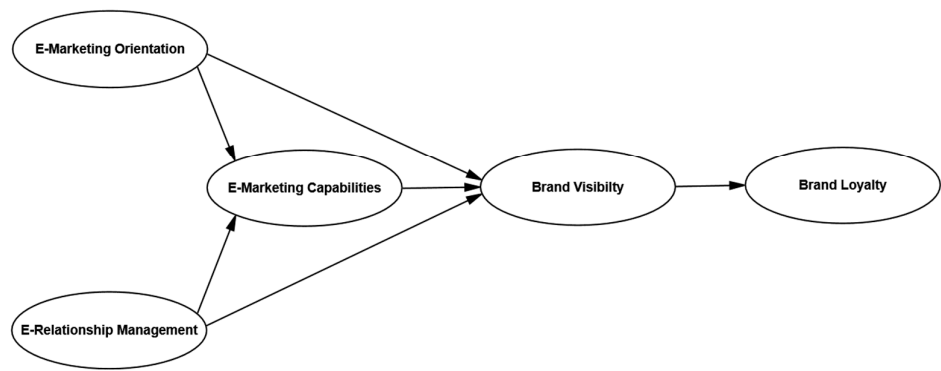 E-Marketing Orientation
E-Marketing Capabilities
Brand Visibilty
Brand Loyalty
E-Relationship Management